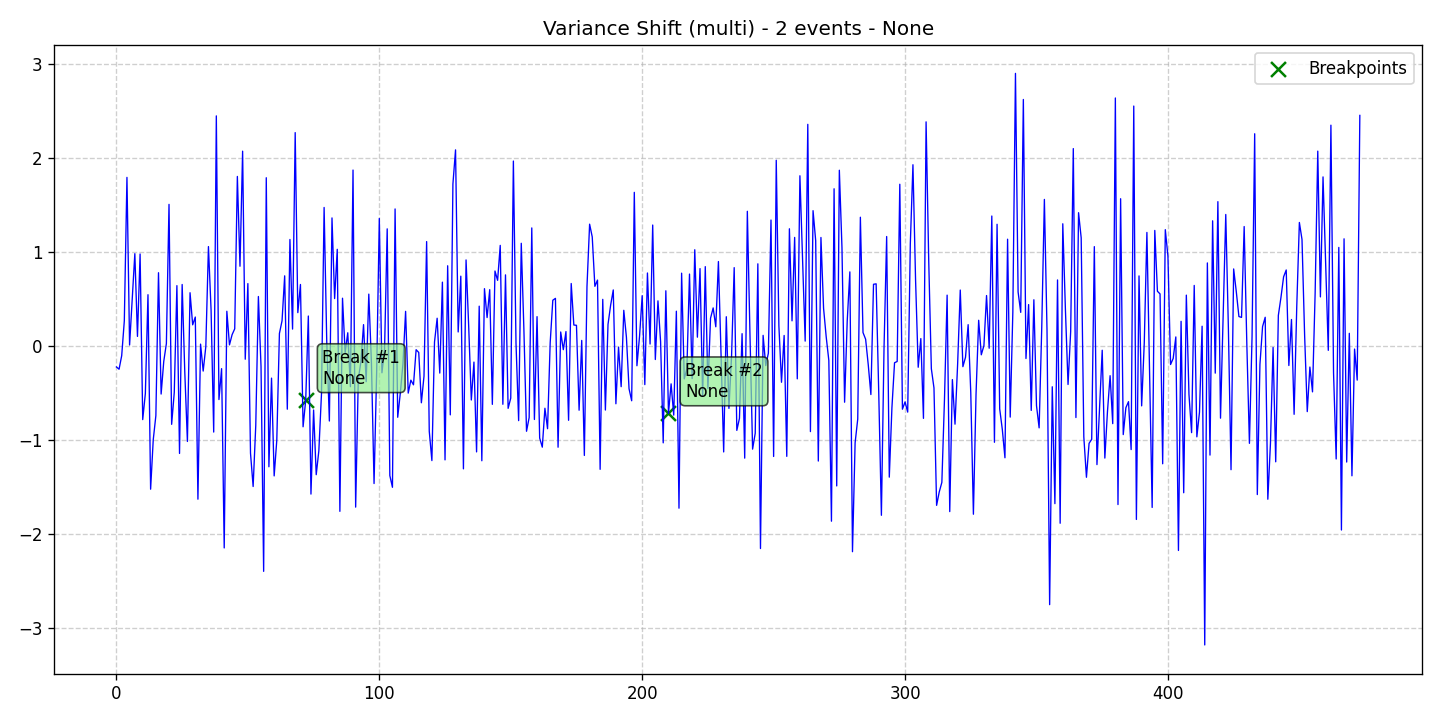 Variance Shift (multi) - 2 events - None
Breakpoints
3
2
1
0
−1
−2
−3
Break #1
None
Break #2
None
0
100
200
300
400